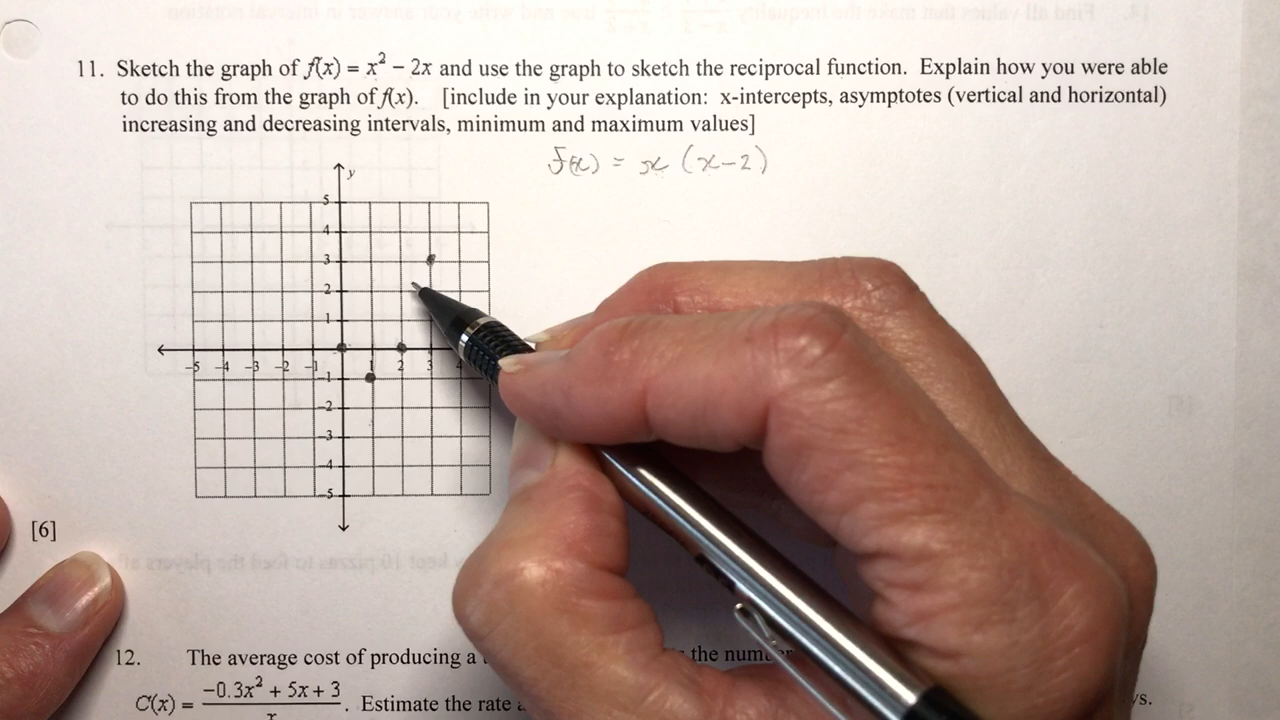 11. Sketch the graph of f(x) = x² − 2x and use the graph to sketch the reciprocal function. Explain how you were able
to do this from the graph of f(x). [include in your explanation: x-intercepts, asymptotes (vertical and horizontal)
increasing and decreasing intervals, minimum and maximum values]
f(x) = x (x-2)
y
5
4
3
2
1
-5 -4 -3 -2 -1 1 2 3 4
-1
-2
-3
-4
-5
[6]
12. The average cost of producing a the number
C(x) = −0.3x² + 5x + 3 / x . Estimate the rate